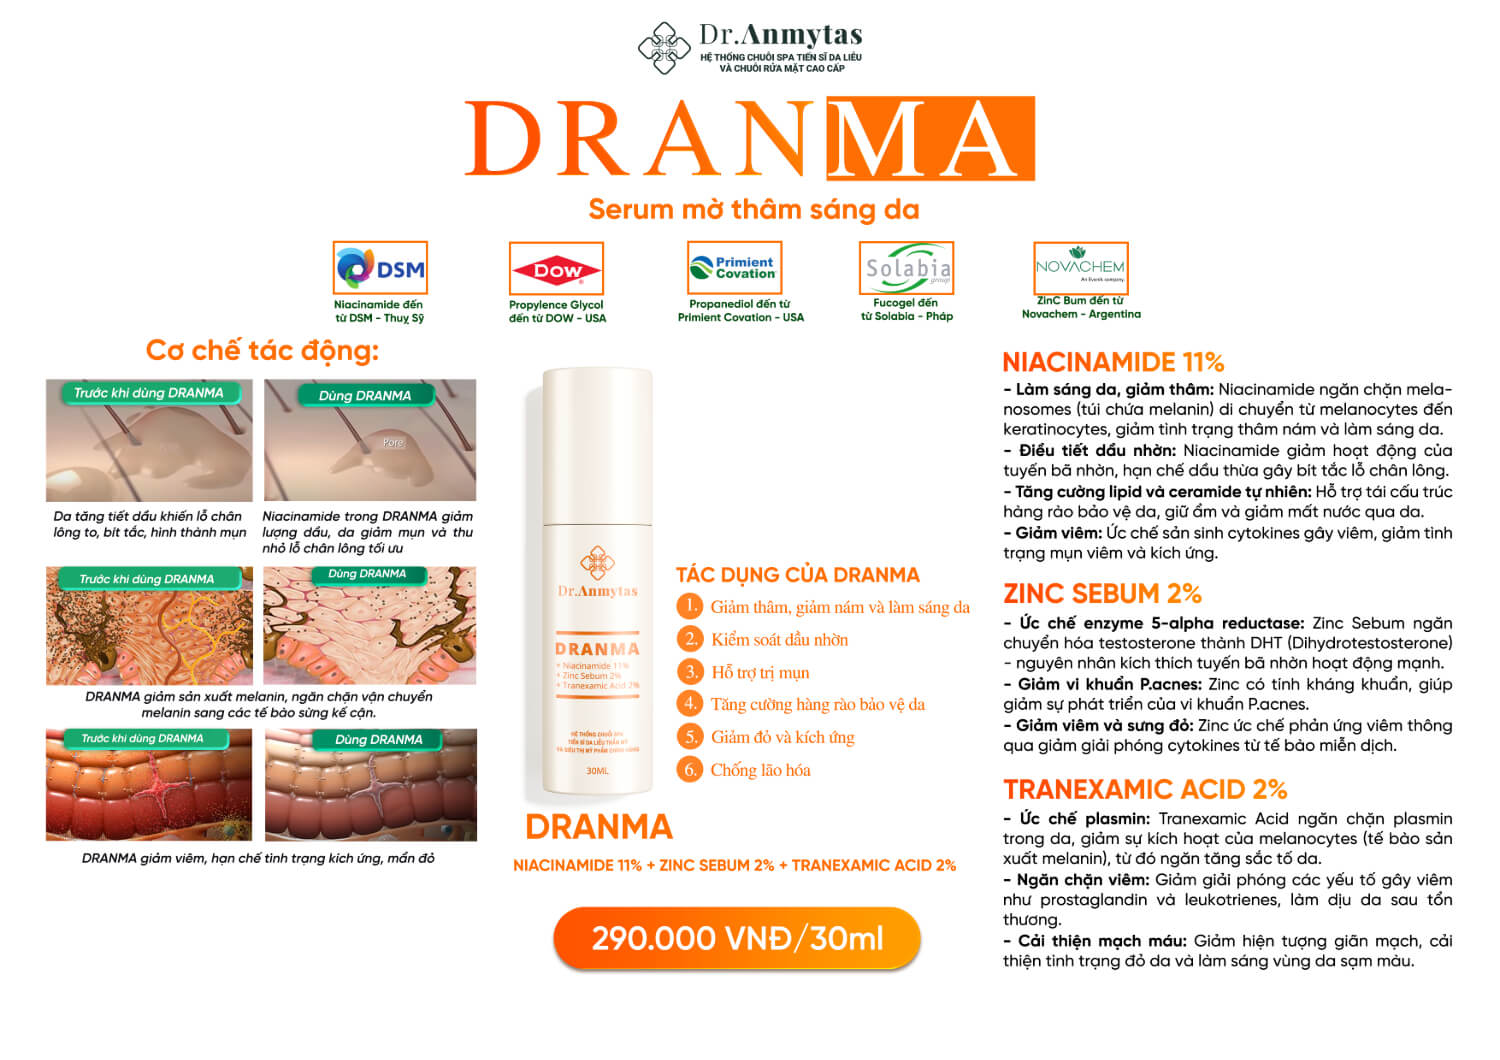 Dr.Anmytas
HỆ THỐNG CHUỖI SPA TIẾN SĨ DA LIỄU
VÀ CHUỖI RỬA MẶT CAO CẤP
DRANMA
Serum mờ thâm sáng da
DSM
Niacinamide đến
từ DSM - Thuỵ Sỹ
DOW
Propylence Glycol
đến từ DOW - USA
Primient
Covation
Propanediol đến từ
Primient Covation - USA
Solabia
group
Fucogel đến
từ Solabia - Pháp
NOVACHEM
An Evonik company.
ZinC Bum đến từ
Novachem - Argentina
Cơ chế tác động:
Trước khi dùng DRANMA
Dùng DRANMA
Pore
Da tăng tiết dầu khiến lỗ chân
lông to, bít tắc, hình thành mụn
Niacinamide trong DRANMA giảm
lượng dầu, da giảm mụn và thu
nhỏ lỗ chân lông tối ưu
Trước khi dùng DRANMA
Dùng DRANMA
DRANMA giảm sản xuất melanin, ngăn chặn vận chuyển
melanin sang các tế bào sừng kế cận.
Trước khi dùng DRANMA
Dùng DRANMA
DRANMA giảm viêm, hạn chế tình trạng kích ứng, mẩn đỏ
Dr.Anmytas
DRANMA
+ Niacinamide 11%
+ Zinc Sebum 2%
+ Tranexamic Acid 2%
HỆ THỐNG CHUỖI SPA
TIẾN SĨ DA LIỄU THẨM MỸ
VÀ SIÊU THỊ MỸ PHẨM CHÍNH HÃNG
30ML
TÁC DỤNG CỦA DRANMA
1. Giảm thâm, giảm nám và làm sáng da
2. Kiểm soát dầu nhờn
3. Hỗ trợ trị mụn
4. Tăng cường hàng rào bảo vệ da
5. Giảm đỏ và kích ứng
6. Chống lão hóa
DRANMA
NIACINAMIDE 11% + ZINC SEBUM 2% + TRANEXAMIC ACID 2%
290.000 VNĐ/30ml
NIACINAMIDE 11%
- Làm sáng da, giảm thâm: Niacinamide ngăn chặn mela-
nosomes (túi chứa melanin) di chuyển từ melanocytes đến
keratinocytes, giảm tình trạng thâm nám và làm sáng da.
- Điều tiết dầu nhờn: Niacinamide giảm hoạt động của
tuyến bã nhờn, hạn chế dầu thừa gây bít tắc lỗ chân lông.
- Tăng cường lipid và ceramide tự nhiên: Hỗ trợ tái cấu trúc
hàng rào bảo vệ da, giữ ẩm và giảm mất nước qua da.
- Giảm viêm: Ức chế sản sinh cytokines gây viêm, giảm tình
trạng mụn viêm và kích ứng.
ZINC SEBUM 2%
- Ức chế enzyme 5-alpha reductase: Zinc Sebum ngăn
chuyển hóa testosterone thành DHT (Dihydrotestosterone)
- nguyên nhân kích thích tuyến bã nhờn hoạt động mạnh.
- Giảm vi khuẩn P.acnes: Zinc có tính kháng khuẩn, giúp
giảm sự phát triển của vi khuẩn P.acnes.
- Giảm viêm và sưng đỏ: Zinc ức chế phản ứng viêm thông
qua giảm giải phóng cytokines từ tế bào miễn dịch.
TRANEXAMIC ACID 2%
- Ức chế plasmin: Tranexamic Acid ngăn chặn plasmin
trong da, giảm sự kích hoạt của melanocytes (tế bào sản
xuất melanin), từ đó ngăn tăng sắc tố da.
- Ngăn chặn viêm: Giảm giải phóng các yếu tố gây viêm
như prostaglandin và leukotrienes, làm dịu da sau tổn
thương.
- Cải thiện mạch máu: Giảm hiện tượng giãn mạch, cải
thiện tình trạng đỏ da và làm sáng vùng da sạm màu.